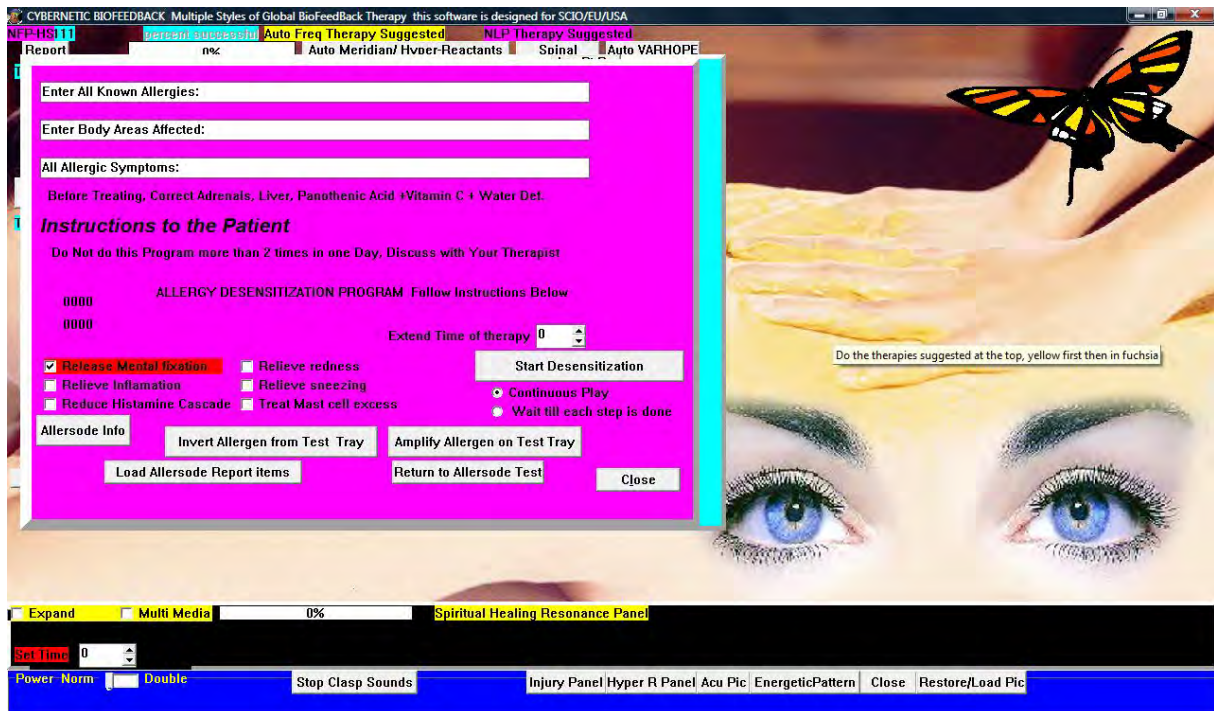 CYBERNETIC BIOFEEDBACK Multiple Styles of Global BioFeedBack Therapy this software is designed for SCIO/EU/USA
NFP-HS111 percent successful Auto Freq Therapy Suggested NLP Therapy Suggested
Report 0% Auto Meridian/ Hyper-Reactants Spinal Auto VARHOPE
Enter All Known Allergies:
Enter Body Areas Affected:
All Allergic Symptoms:
Before Treating, Correct Adrenals, Liver, Panothenic Acid +Vitamin C + Water Def.
Instructions to the Patient
Do Not do this Program more than 2 times in one Day, Discuss with Your Therapist
0000 ALLERGY DESENSITIZATION PROGRAM Follow Instructions Below
0000
Extend Time of therapy 0
Do the therapies suggested at the top, yellow first then in fuchsia
Release Mental fixation Relieve redness Start Desensitization
Relieve Inflamation Relieve sneezing Continuous Play
Reduce Histamine Cascade Treat Mast cell excess Wait till each step is done
Allersode Info Invert Allergen from Test Tray Amplify Allergen on Test Tray
Load Allersode Report items Return to Allersode Test Close
Expand Multi Media 0% Spiritual Healing Resonance Panel
Set Time 0
Power Norm Double Stop Clasp Sounds Injury Panel Hyper R Panel Acu Pic EnergeticPattern Close Restore/Load Pic